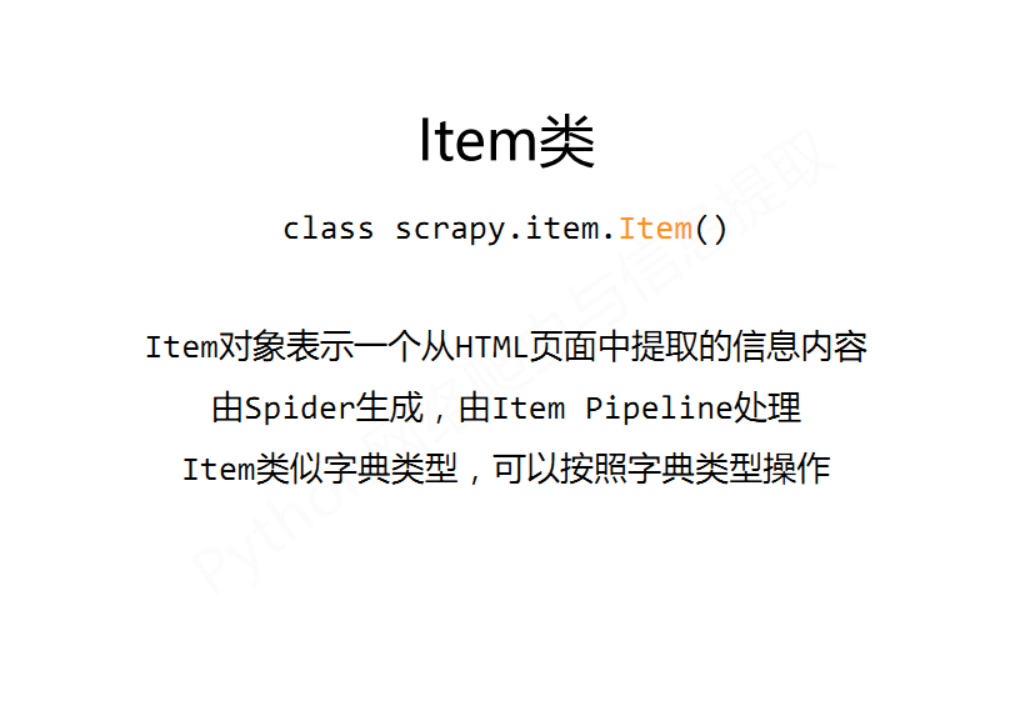 Item类
class scrapy.item.Item()
Item对象表示一个从HTML页面中提取的信息内容
由Spider生成，由Item Pipeline处理
Item类似字典类型，可以按照字典类型操作
Python网络爬虫与信息提取